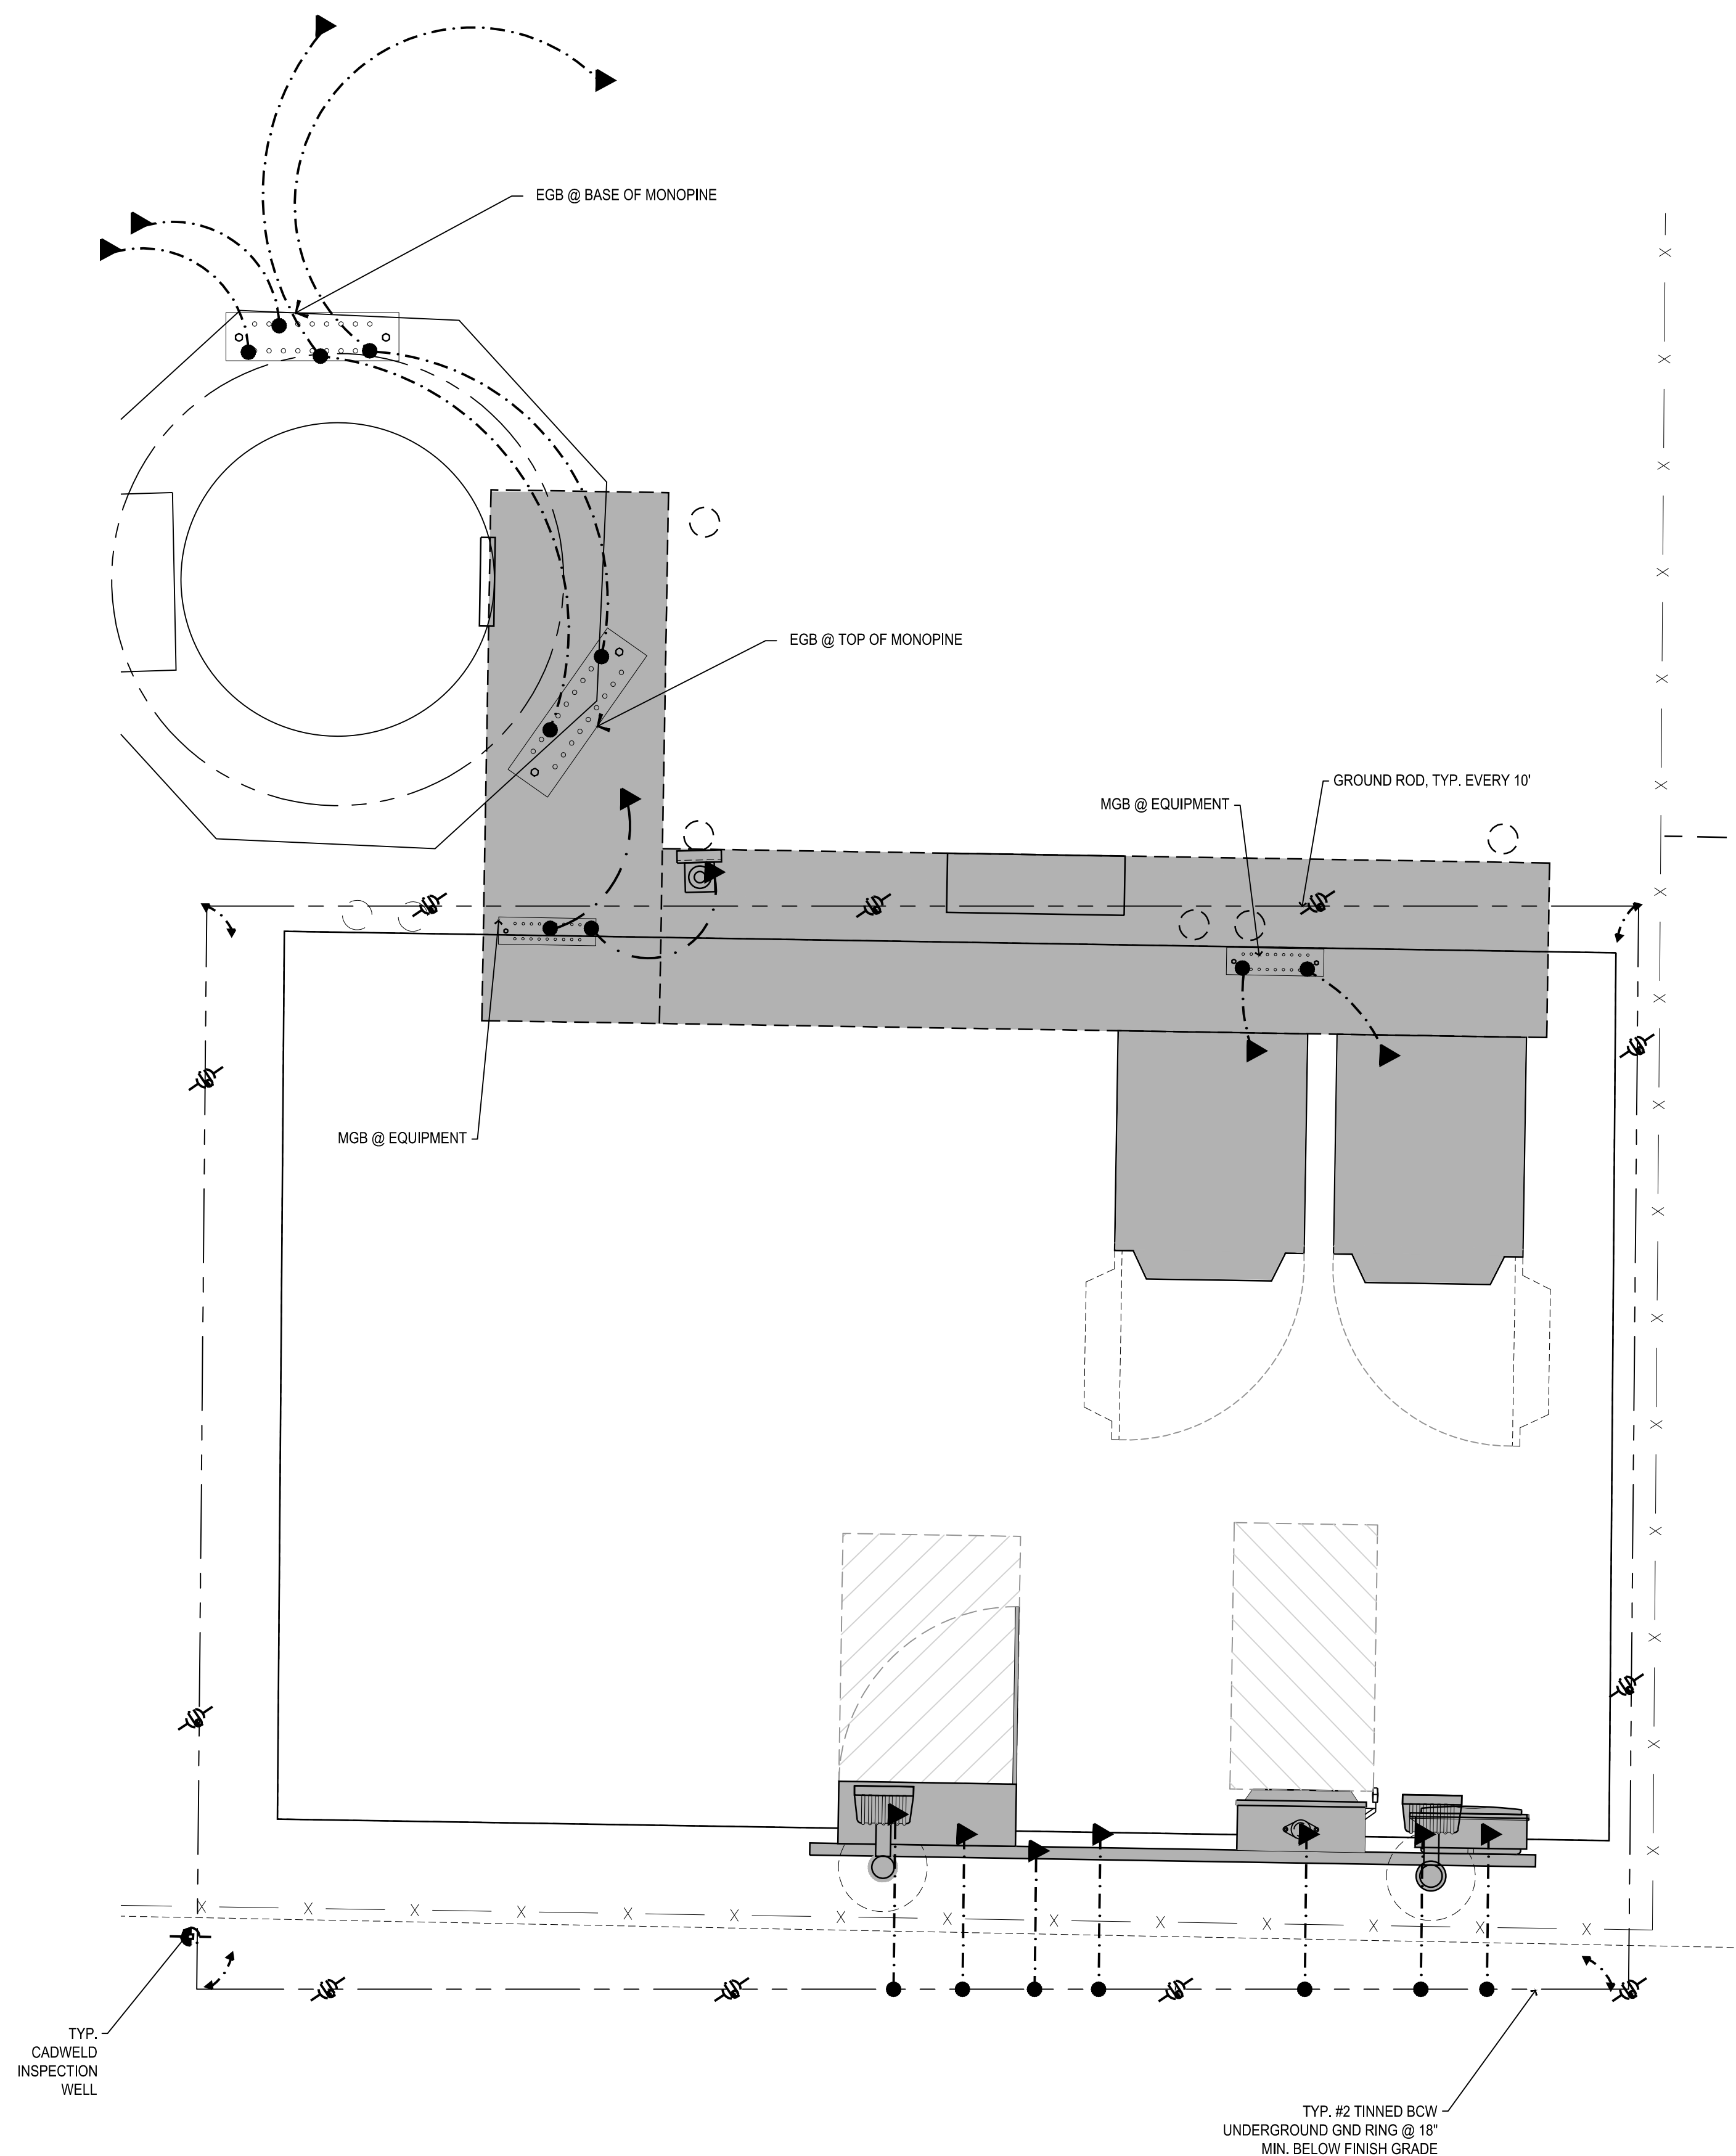 EGB @ BASE OF MONOPINE
EGB @ TOP OF MONOPINE
GROUND ROD, TYP. EVERY 10'
MGB @ EQUIPMENT
MGB @ EQUIPMENT
TYP.
CADWELD
INSPECTION
WELL
TYP. #2 TINNED BCW
UNDERGROUND GND RING @ 18"
MIN. BELOW FINISH GRADE